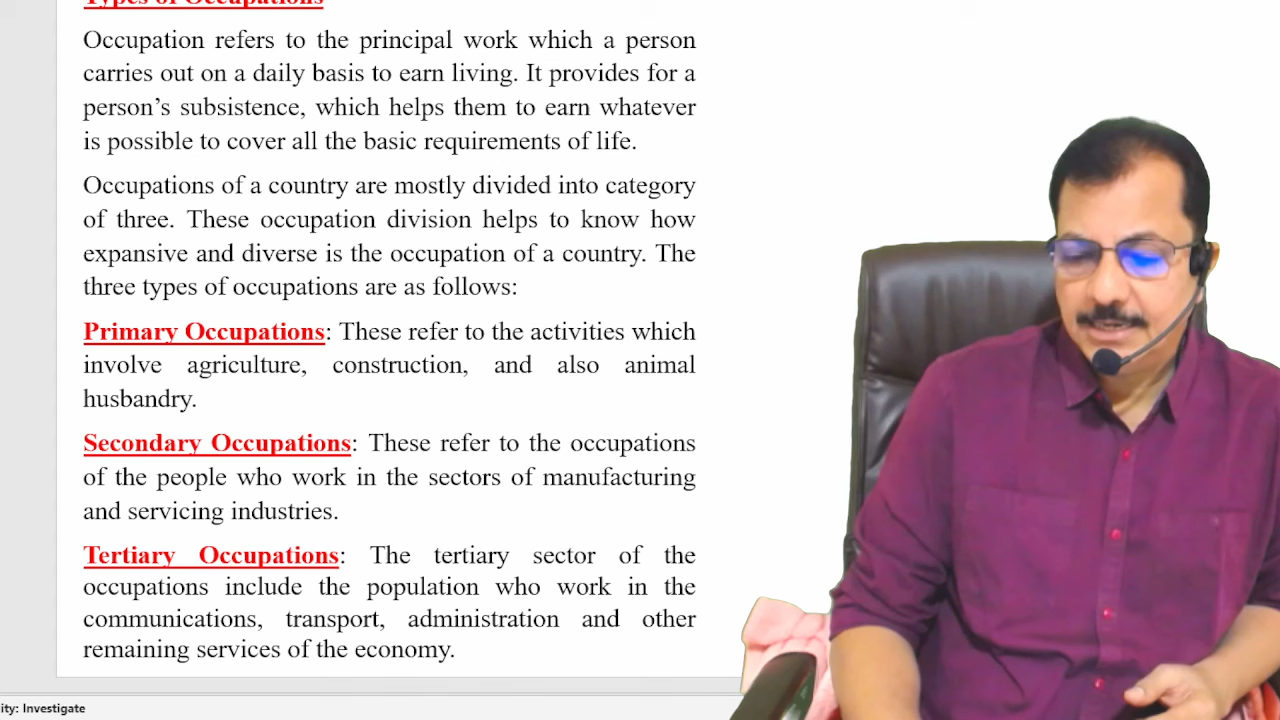 Types of Occupations
Occupation refers to the principal work which a person
carries out on a daily basis to earn living. It provides for a
person’s subsistence, which helps them to earn whatever
is possible to cover all the basic requirements of life.
Occupations of a country are mostly divided into category
of three. These occupation division helps to know how
expansive and diverse is the occupation of a country. The
three types of occupations are as follows:
Primary Occupations: These refer to the activities which
involve agriculture, construction, and also animal
husbandry.
Secondary Occupations: These refer to the occupations
of the people who work in the sectors of manufacturing
and servicing industries.
Tertiary Occupations: The tertiary sector of the
occupations include the population who work in the
communications, transport, administration and other
remaining services of the economy.
ity: Investigate